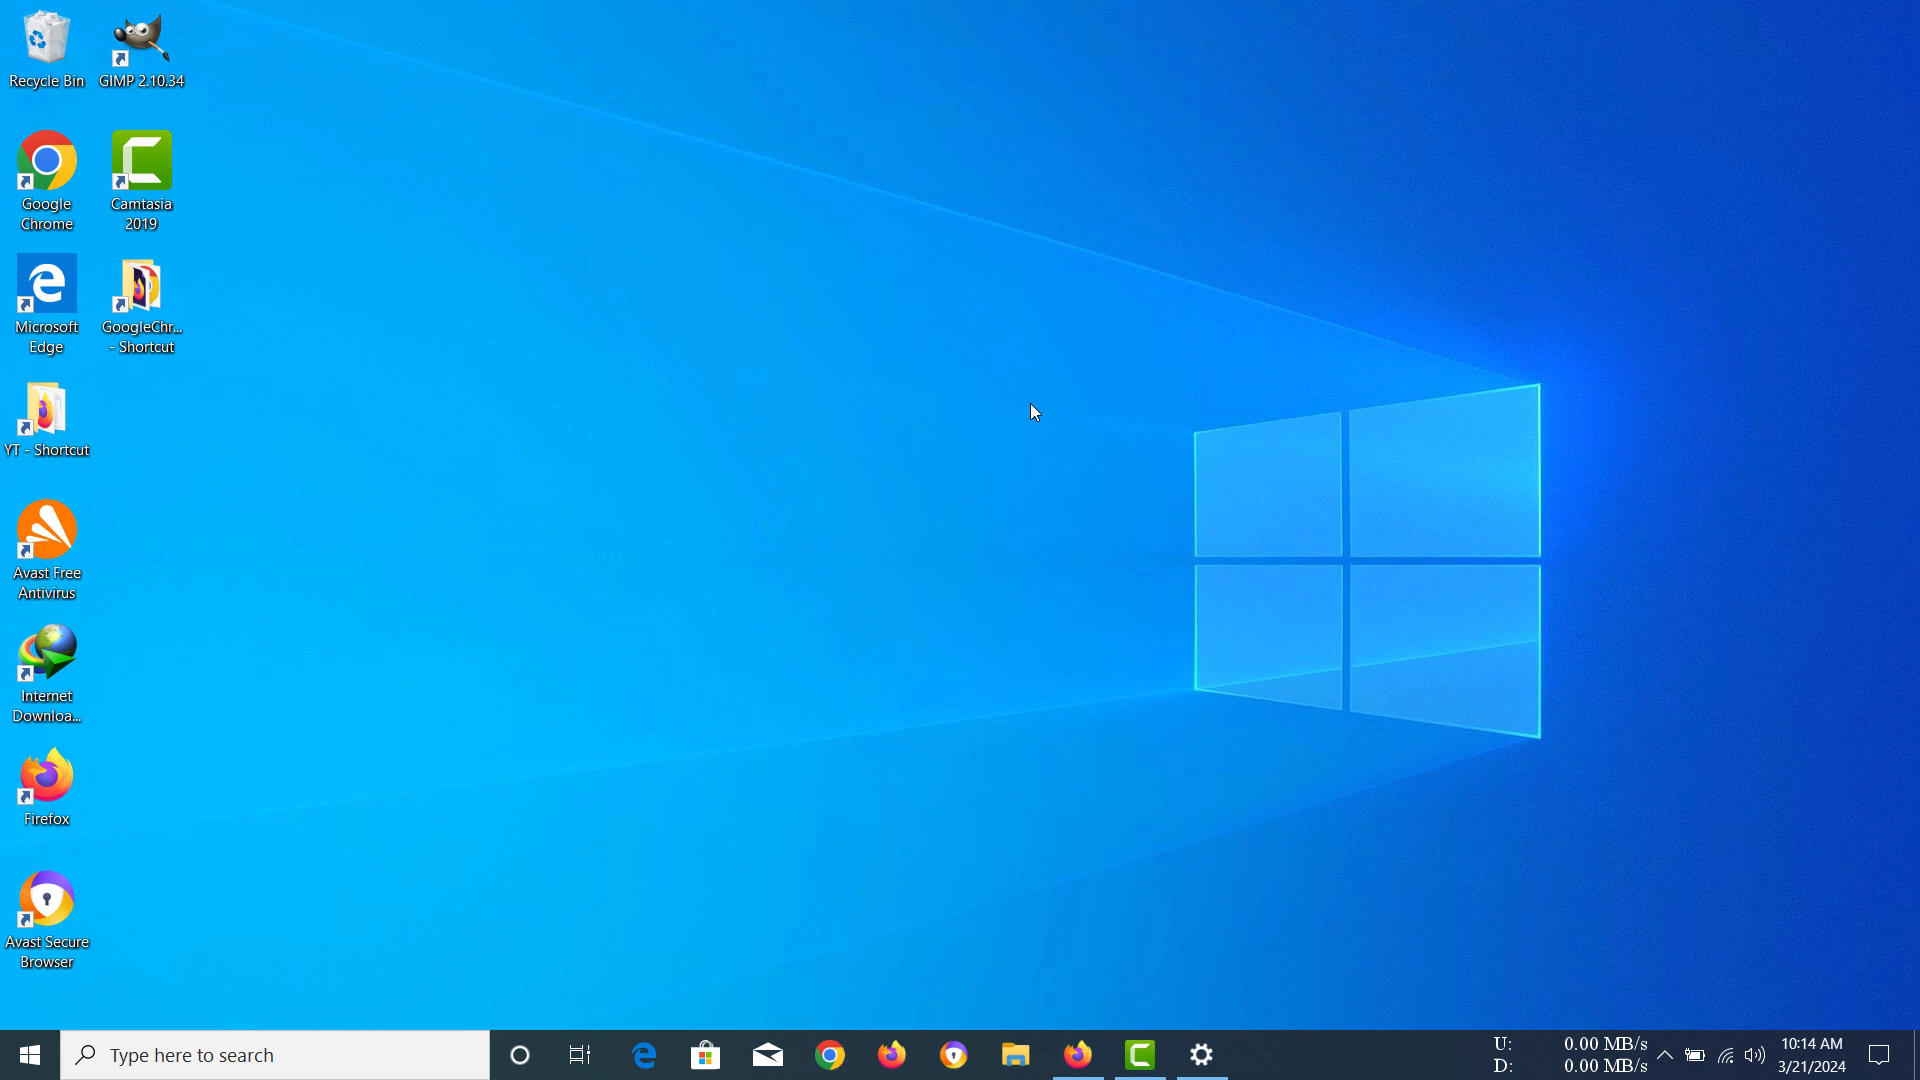 Recycle Bin
GIMP 2.10.34
Google
Chrome
Camtasia
2019
Microsoft
Edge
GoogleChr...
- Shortcut
YT - Shortcut
Avast Free
Antivirus
Internet
Downloa...
Firefox
Avast Secure
Browser
Type here to search
U: 0.00 MB/s
D: 0.00 MB/s
10:14 AM
3/21/2024